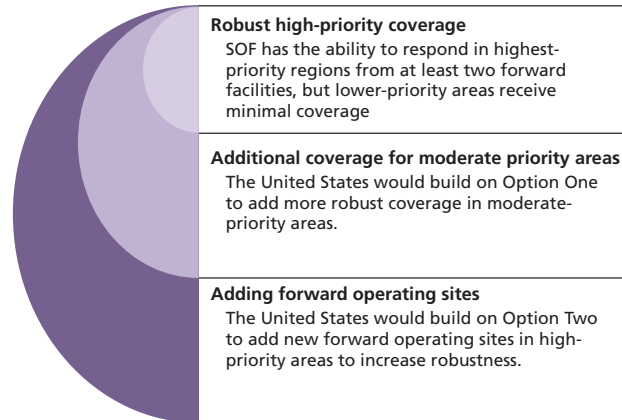 Robust high-priority coverage
SOF has the ability to respond in highest-
priority regions from at least two forward
facilities, but lower-priority areas receive
minimal coverage
Additional coverage for moderate priority areas
The United States would build on Option One
to add more robust coverage in moderate-
priority areas.
Adding forward operating sites
The United States would build on Option Two
to add new forward operating sites in high-
priority areas to increase robustness.